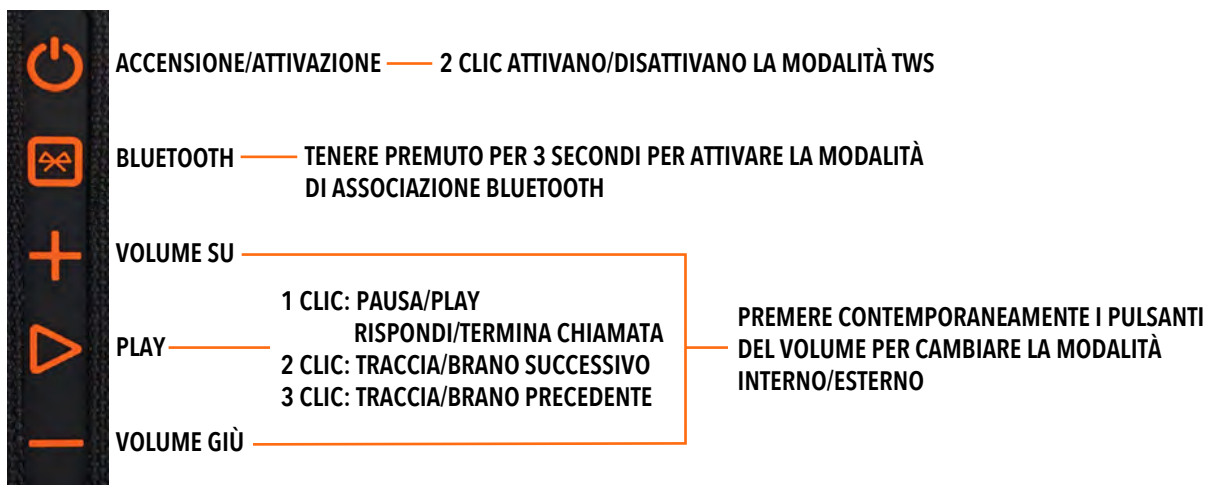 ACCENSIONE/ATTIVAZIONE
2 CLIC ATTIVANO/DISATTIVANO LA MODALITÀ TWS
BLUETOOTH
TENERE PREMUTO PER 3 SECONDI PER ATTIVARE LA MODALITÀ
DI ASSOCIAZIONE BLUETOOTH
VOLUME SU
PLAY
1 CLIC: PAUSA/PLAY
RISPONDI/TERMINA CHIAMATA
2 CLIC: TRACCIA/BRANO SUCCESSIVO
3 CLIC: TRACCIA/BRANO PRECEDENTE
VOLUME GIÙ
PREMERE CONTEMPORANEAMENTE I PULSANTI
DEL VOLUME PER CAMBIARE LA MODALITÀ
INTERNO/ESTERNO